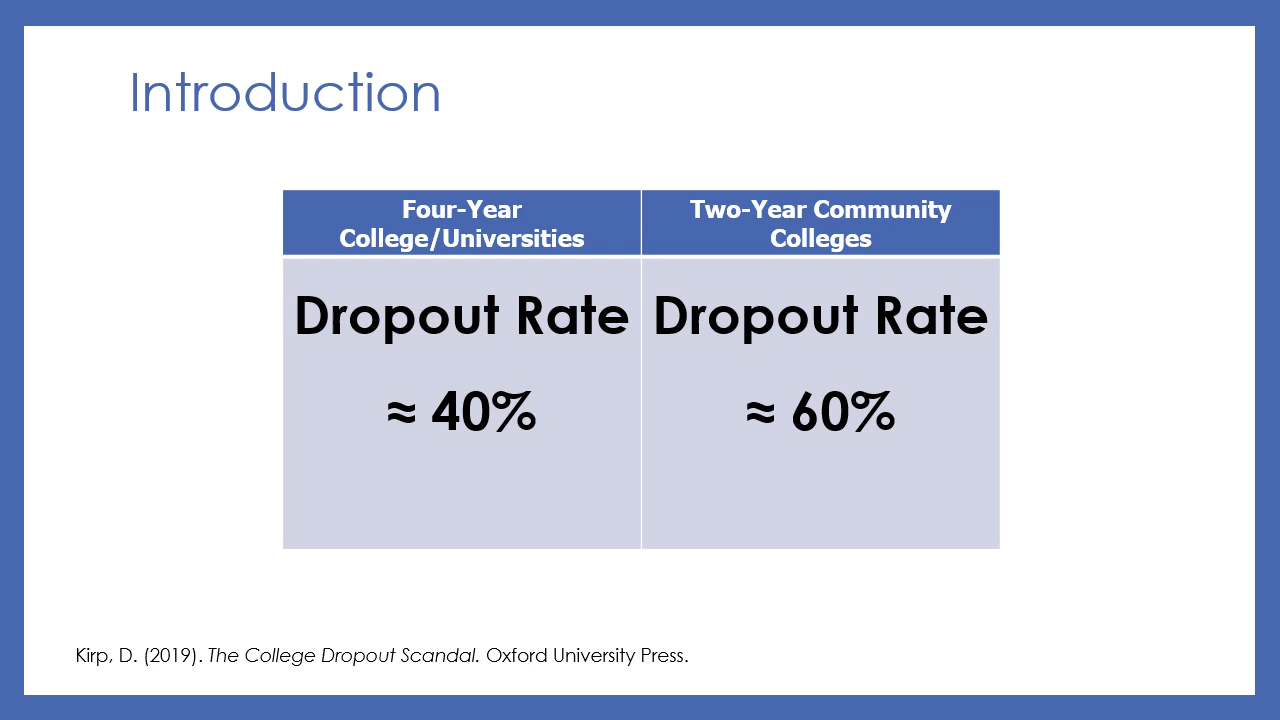 Introduction
Four-Year
College/Universities
Two-Year Community
Colleges
Dropout Rate
≈ 40%
Dropout Rate
≈ 60%
Kirp, D. (2019). The College Dropout Scandal. Oxford University Press.